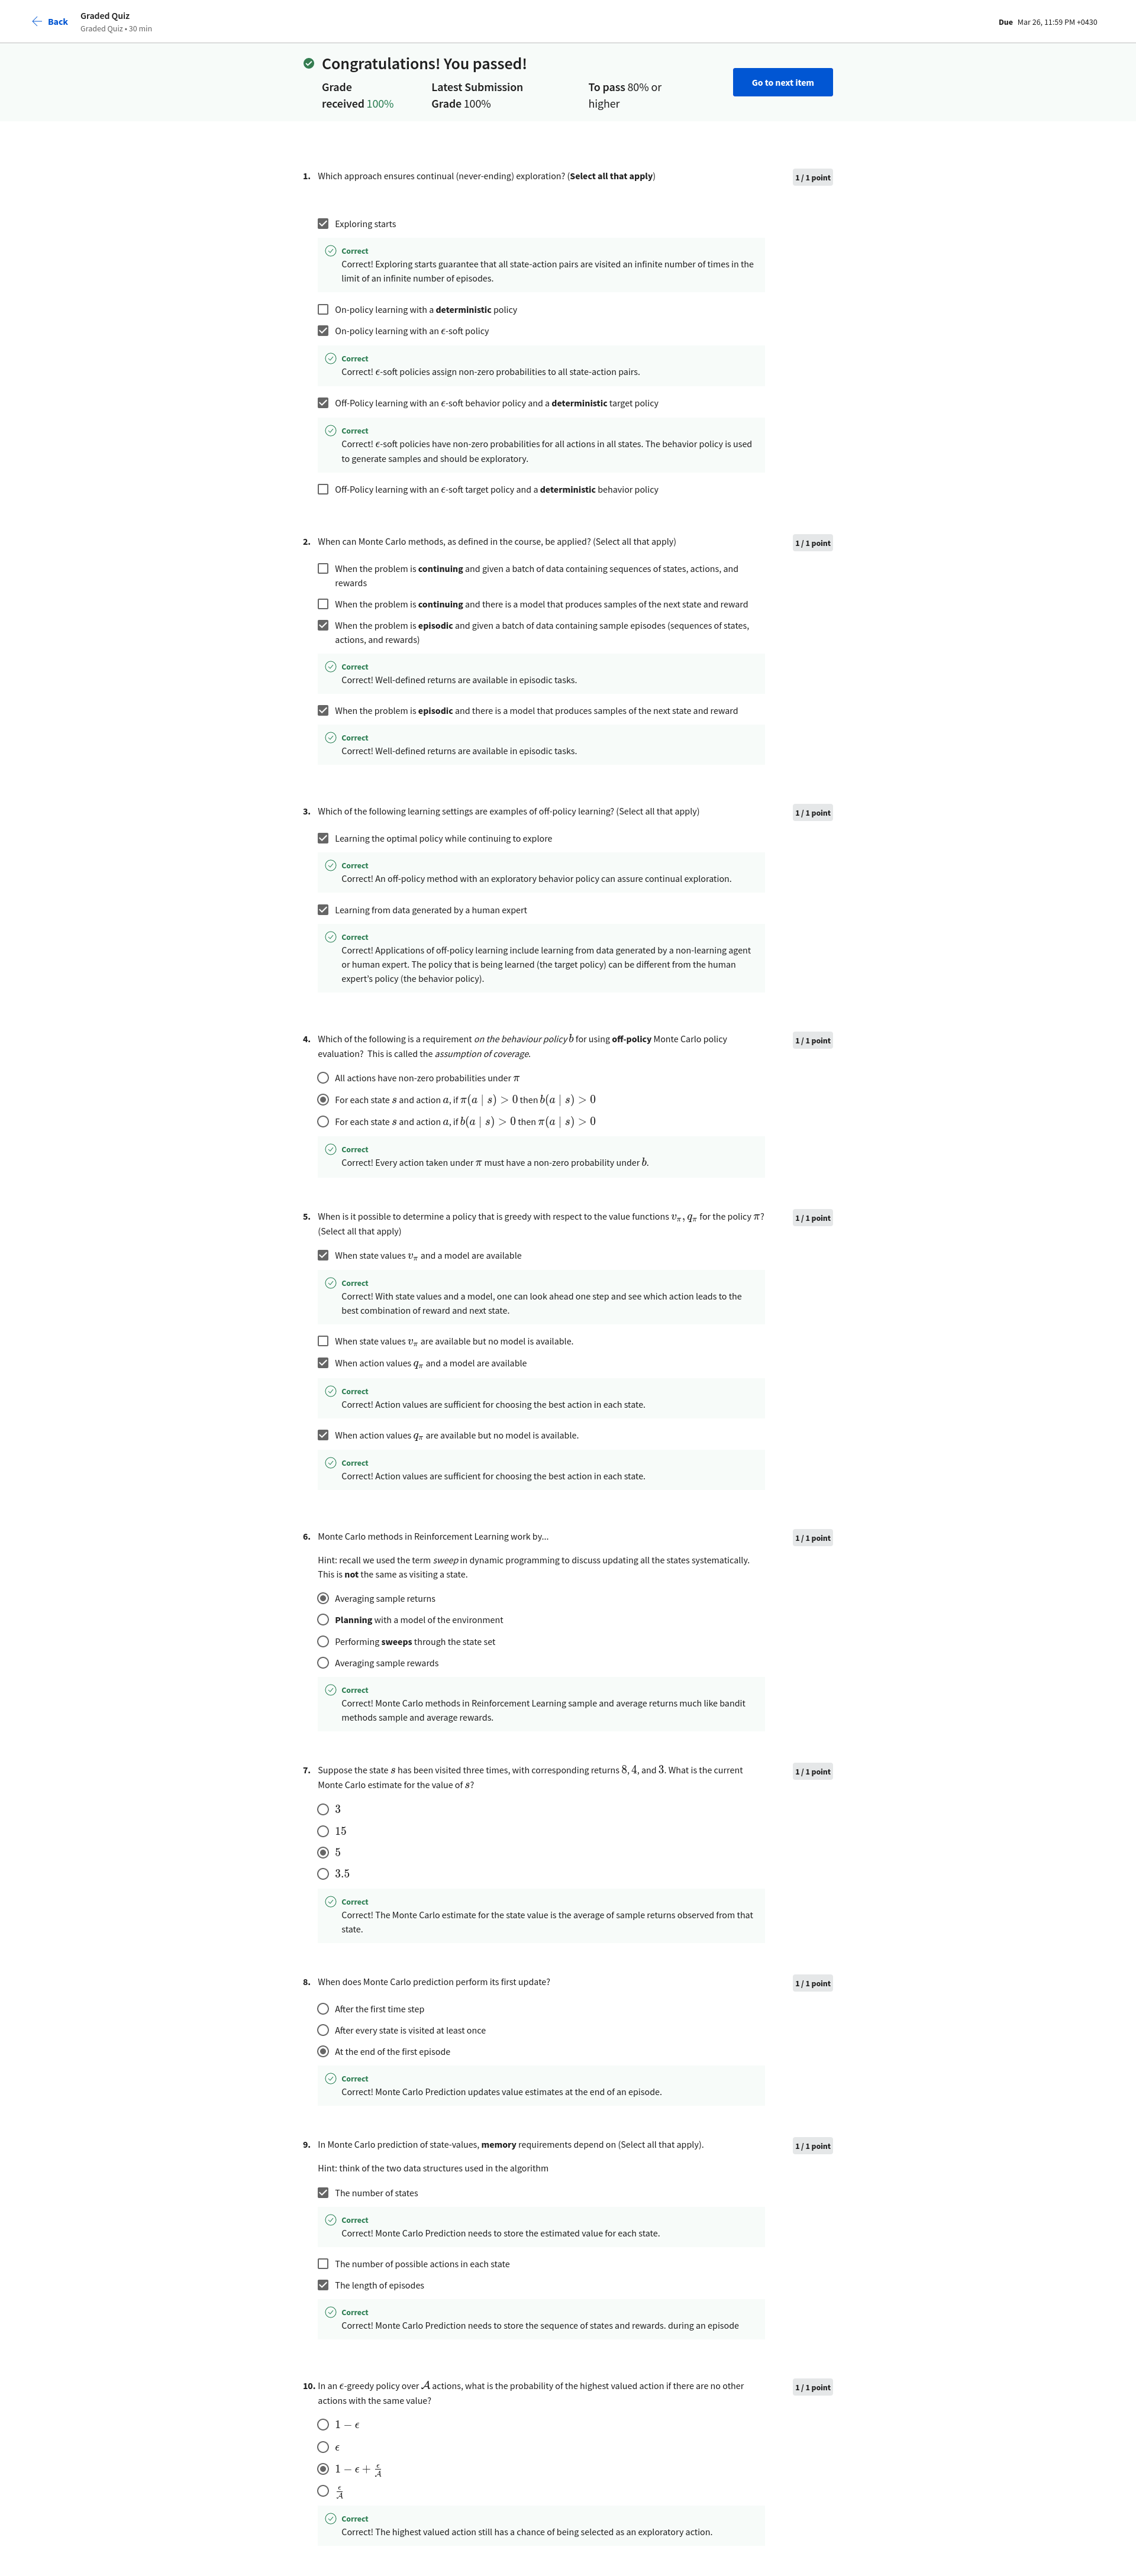 Back
Graded Quiz
Graded Quiz • 30 min
Due Mar 26, 11:59 PM +0430
Congratulations! You passed!
Grade
received 100%
Latest Submission
Grade 100%
To pass 80% or
higher
Go to next item
1. Which approach ensures continual (never-ending) exploration? (Select all that apply)
1 / 1 point
Exploring starts
Correct
Correct! Exploring starts guarantee that all state-action pairs are visited an infinite number of times in the
limit of an infinite number of episodes.
On-policy learning with a deterministic policy
On-policy learning with an ϵ-soft policy
Correct
Correct! ϵ-soft policies assign non-zero probabilities to all state-action pairs.
Off-Policy learning with an ϵ-soft behavior policy and a deterministic target policy
Correct
Correct! ϵ-soft policies have non-zero probabilities for all actions in all states. The behavior policy is used
to generate samples and should be exploratory.
Off-Policy learning with an ϵ-soft target policy and a deterministic behavior policy
2. When can Monte Carlo methods, as defined in the course, be applied? (Select all that apply)
1 / 1 point
When the problem is continuing and given a batch of data containing sequences of states, actions, and
rewards
When the problem is continuing and there is a model that produces samples of the next state and reward
When the problem is episodic and given a batch of data containing sample episodes (sequences of states,
actions, and rewards)
Correct
Correct! Well-defined returns are available in episodic tasks.
When the problem is episodic and there is a model that produces samples of the next state and reward
Correct
Correct! Well-defined returns are available in episodic tasks.
3. Which of the following learning settings are examples of off-policy learning? (Select all that apply)
1 / 1 point
Learning the optimal policy while continuing to explore
Correct
Correct! An off-policy method with an exploratory behavior policy can assure continual exploration.
Learning from data generated by a human expert
Correct
Correct! Applications of off-policy learning include learning from data generated by a non-learning agent
or human expert. The policy that is being learned (the target policy) can be different from the human
expert's policy (the behavior policy).
4. Which of the following is a requirement on the behaviour policy b for using off-policy Monte Carlo policy
evaluation? This is called the assumption of coverage.
1 / 1 point
All actions have non-zero probabilities under π
For each state s and action a, if π(a | s) > 0 then b(a | s) > 0
For each state s and action a, if b(a | s) > 0 then π(a | s) > 0
Correct
Correct! Every action taken under π must have a non-zero probability under b.
5. When is it possible to determine a policy that is greedy with respect to the value functions vπ, qπ for the policy π?
(Select all that apply)
1 / 1 point
When state values vπ and a model are available
Correct
Correct! With state values and a model, one can look ahead one step and see which action leads to the
best combination of reward and next state.
When state values vπ are available but no model is available.
When action values qπ and a model are available
Correct
Correct! Action values are sufficient for choosing the best action in each state.
When action values qπ are available but no model is available.
Correct
Correct! Action values are sufficient for choosing the best action in each state.
6. Monte Carlo methods in Reinforcement Learning work by...
1 / 1 point
Hint: recall we used the term sweep in dynamic programming to discuss updating all the states systematically.
This is not the same as visiting a state.
Averaging sample returns
Planning with a model of the environment
Performing sweeps through the state set
Averaging sample rewards
Correct
Correct! Monte Carlo methods in Reinforcement Learning sample and average returns much like bandit
methods sample and average rewards.
7. Suppose the state s has been visited three times, with corresponding returns 8, 4, and 3. What is the current
Monte Carlo estimate for the value of s?
1 / 1 point
3
15
5
3.5
Correct
Correct! The Monte Carlo estimate for the state value is the average of sample returns observed from that
state.
8. When does Monte Carlo prediction perform its first update?
1 / 1 point
After the first time step
After every state is visited at least once
At the end of the first episode
Correct
Correct! Monte Carlo Prediction updates value estimates at the end of an episode.
9. In Monte Carlo prediction of state-values, memory requirements depend on (Select all that apply).
1 / 1 point
Hint: think of the two data structures used in the algorithm
The number of states
Correct
Correct! Monte Carlo Prediction needs to store the estimated value for each state.
The number of possible actions in each state
The length of episodes
Correct
Correct! Monte Carlo Prediction needs to store the sequence of states and rewards. during an episode
10. In an ϵ-greedy policy over 𝒜 actions, what is the probability of the highest valued action if there are no other
actions with the same value?
1 / 1 point
1 − ϵ
ϵ
1 − ϵ + ϵ/𝒜
ϵ/𝒜
Correct
Correct! The highest valued action still has a chance of being selected as an exploratory action.